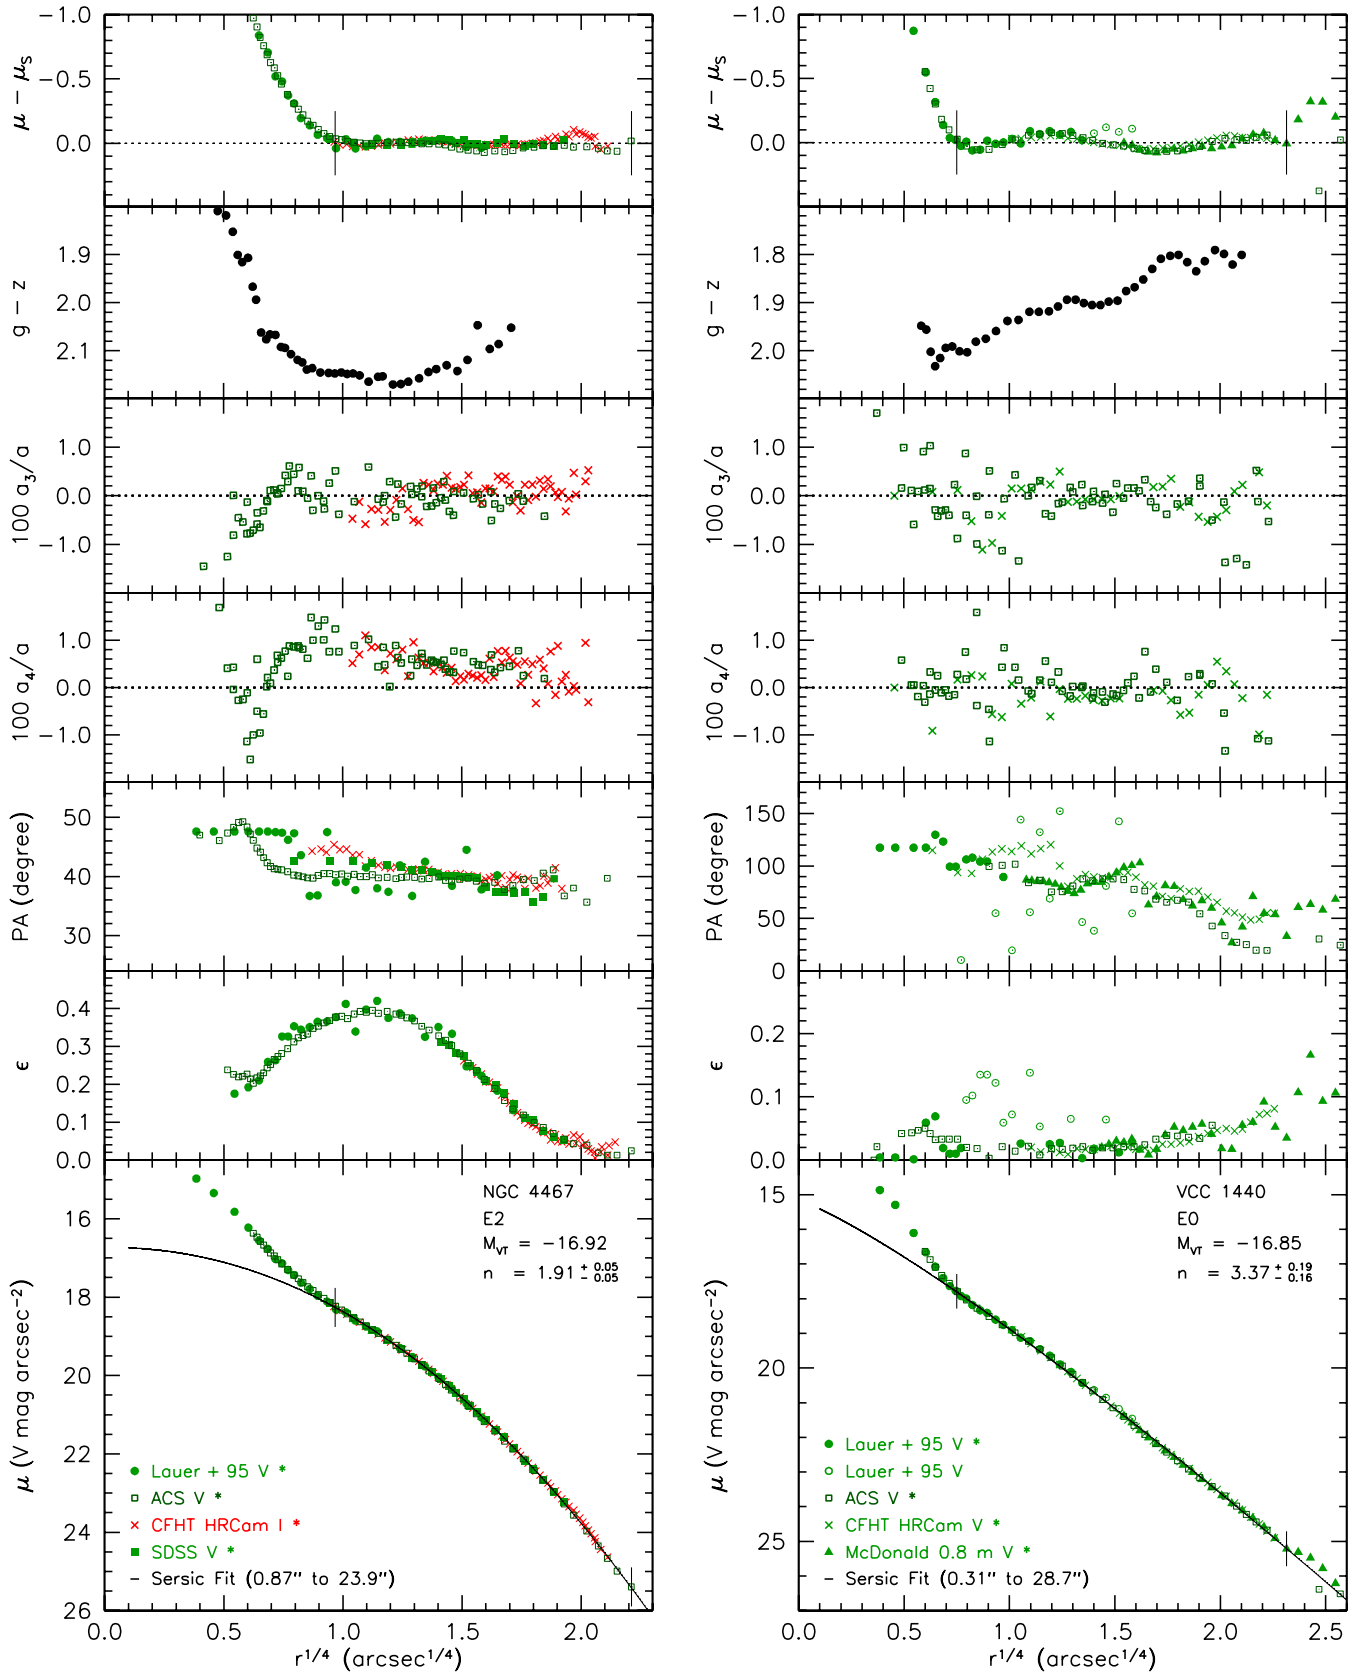 −1.0
−0.5
0.0
μ − μS
1.9
2.0
2.1
g − z
1.0
0.0
−1.0
100 a3/a
1.0
0.0
−1.0
100 a4/a
50
40
30
PA (degree)
0.4
0.3
0.2
0.1
0.0
ϵ
16
18
20
22
24
26
μ (V mag arcsec−2)
NGC 4467
E2
MVT = −16.92
n = 1.91 + 0.05 − 0.05
Lauer + 95 V *
ACS V *
CFHT HRCam I *
SDSS V *
– Sersic Fit (0.87″ to 23.9″)
0.0 0.5 1.0 1.5 2.0
r1/4 (arcsec1/4)
−1.0
−0.5
0.0
μ − μS
1.8
1.9
2.0
g − z
1.0
0.0
−1.0
100 a3/a
1.0
0.0
−1.0
100 a4/a
150
100
50
0
PA (degree)
0.2
0.1
0.0
ϵ
15
20
25
μ (V mag arcsec−2)
VCC 1440
E0
MVT = −16.85
n = 3.37 + 0.19 − 0.16
Lauer + 95 V *
Lauer + 95 V
ACS V *
CFHT HRCam V *
McDonald 0.8 m V *
– Sersic Fit (0.31″ to 28.7″)
0.0 0.5 1.0 1.5 2.0 2.5
r1/4 (arcsec1/4)